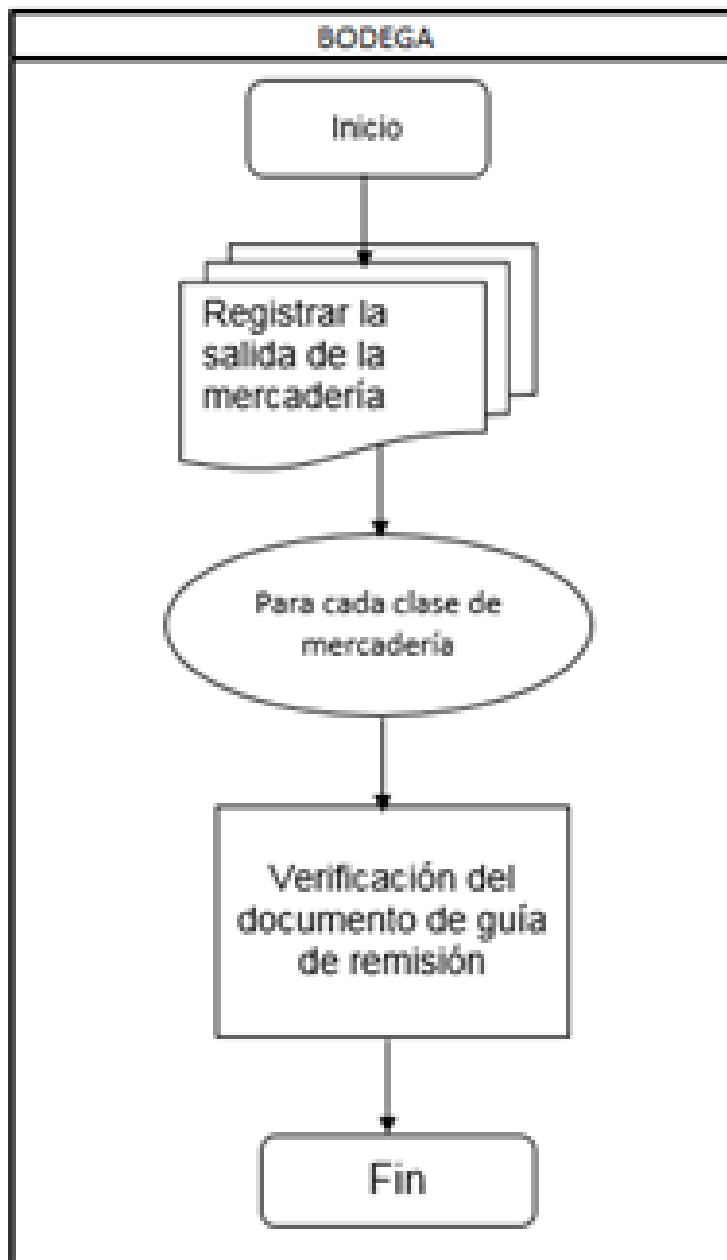 BODEGA
Inicio
Registrar la
salida de la
mercadería
Para cada clase de
mercadería
Verificación del
documento de guía
de remisión
Fin